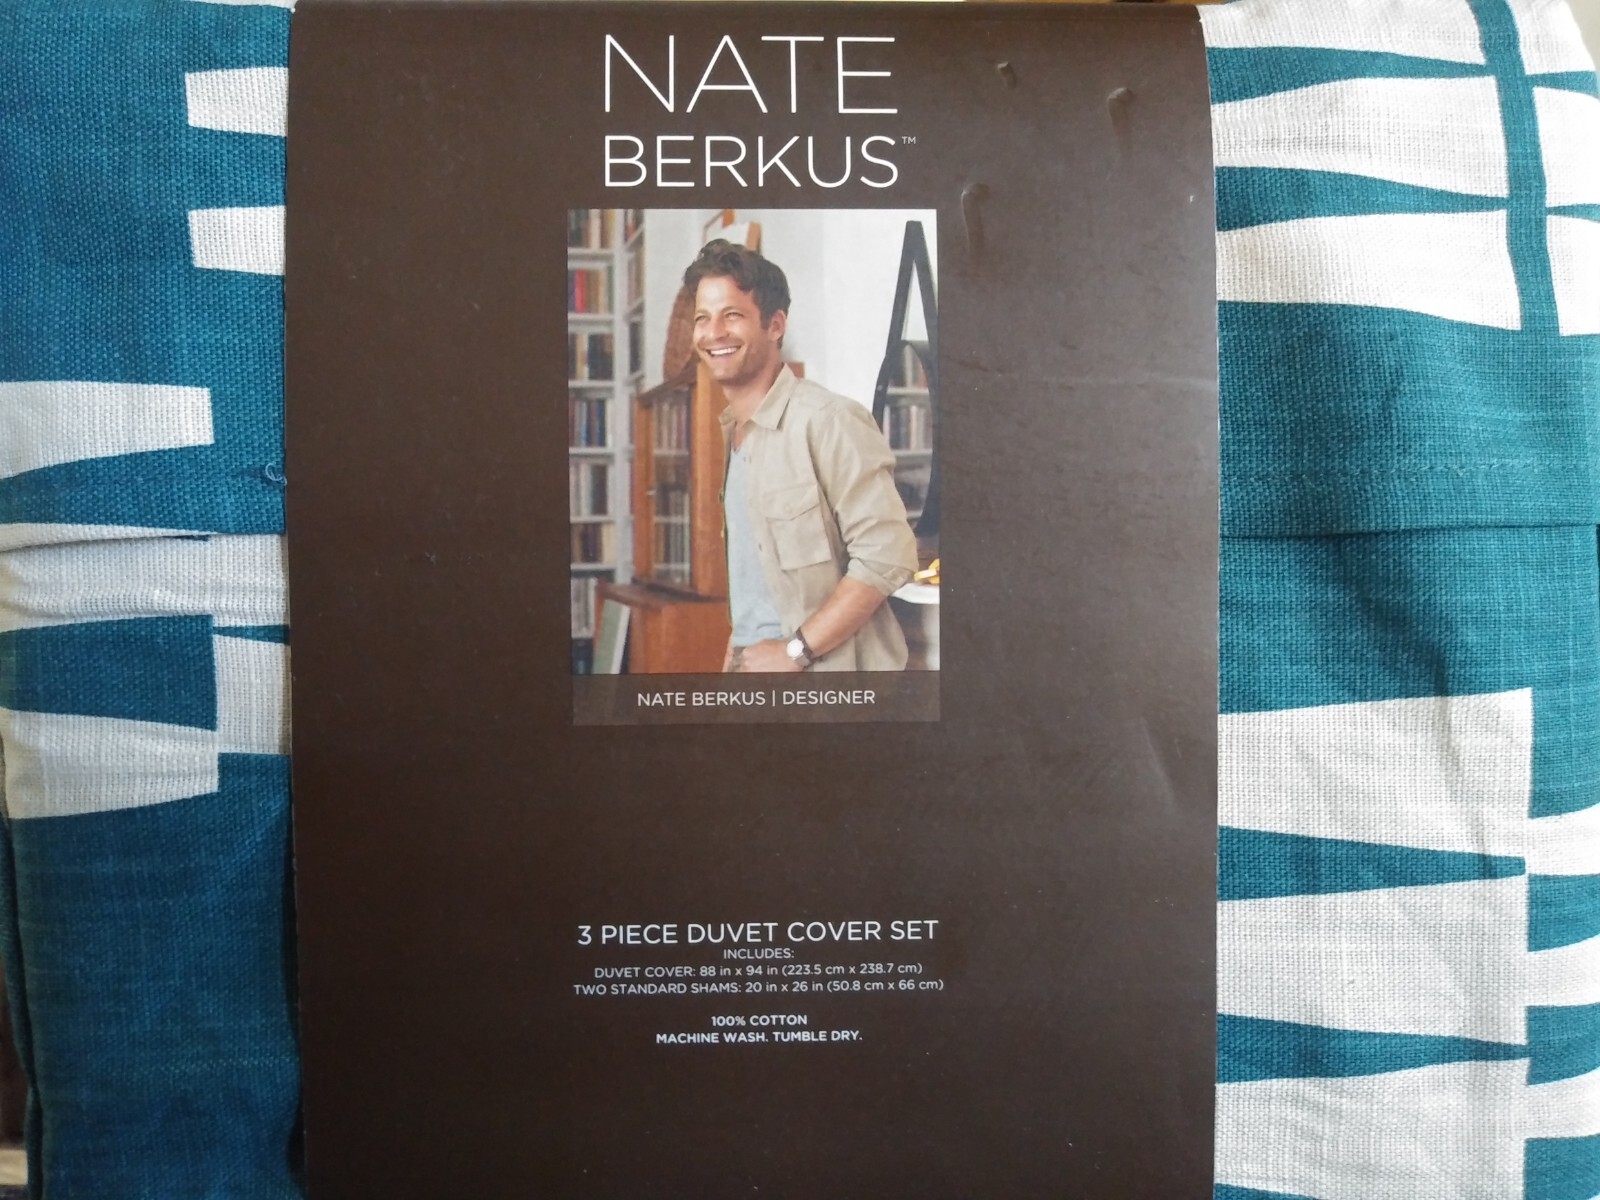 NATE
BERKUS™
NATE BERKUS | DESIGNER
3 PIECE DUVET COVER SET
INCLUDES:
DUVET COVER: 88 in x 94 in (223.5 cm x 238.7 cm)
TWO STANDARD SHAMS: 20 in x 26 in (50.8 cm x 66 cm)
100% COTTON
MACHINE WASH. TUMBLE DRY.